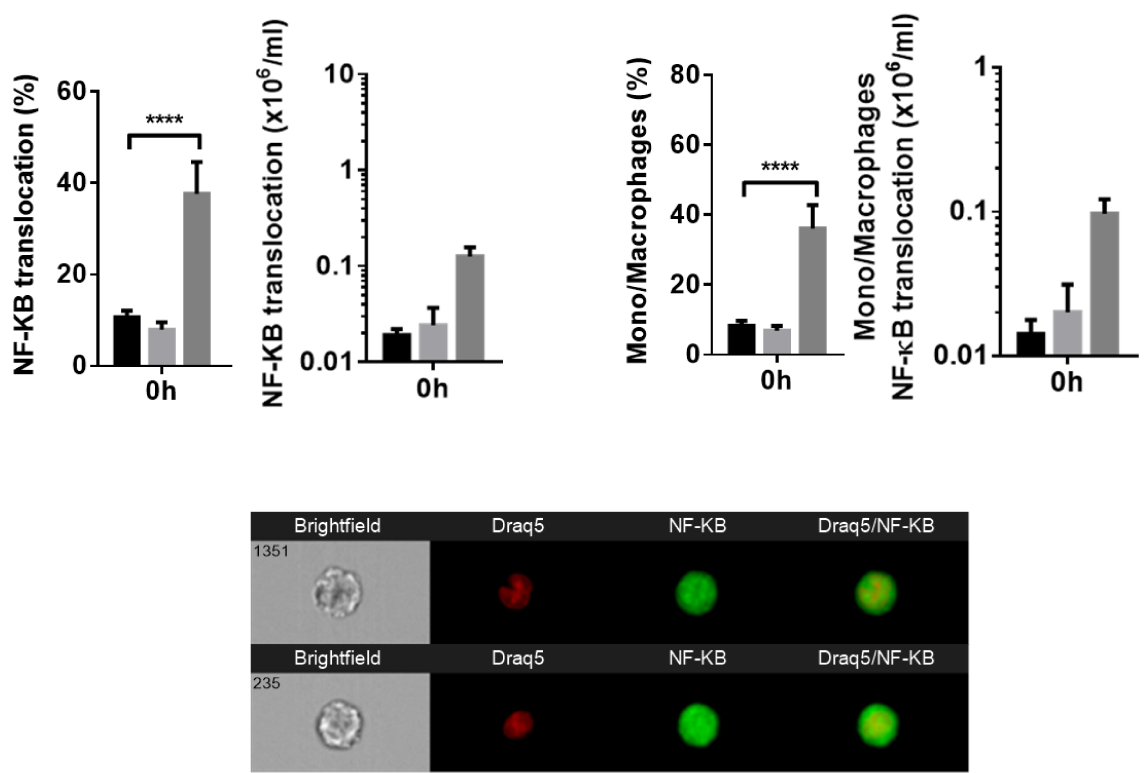 NF-KB translocation (%)
60
40
20
0
****
0h
NF-KB translocation (x10⁶/ml)
10
1
0.1
0.01
0h
Mono/Macrophages (%)
80
60
40
20
0
****
0h
Mono/Macrophages
NF-κB translocation (x10⁶/ml)
1
0.1
0.01
0h
Brightfield Draq5 NF-KB Draq5/NF-KB
1351
Brightfield Draq5 NF-KB Draq5/NF-KB
235